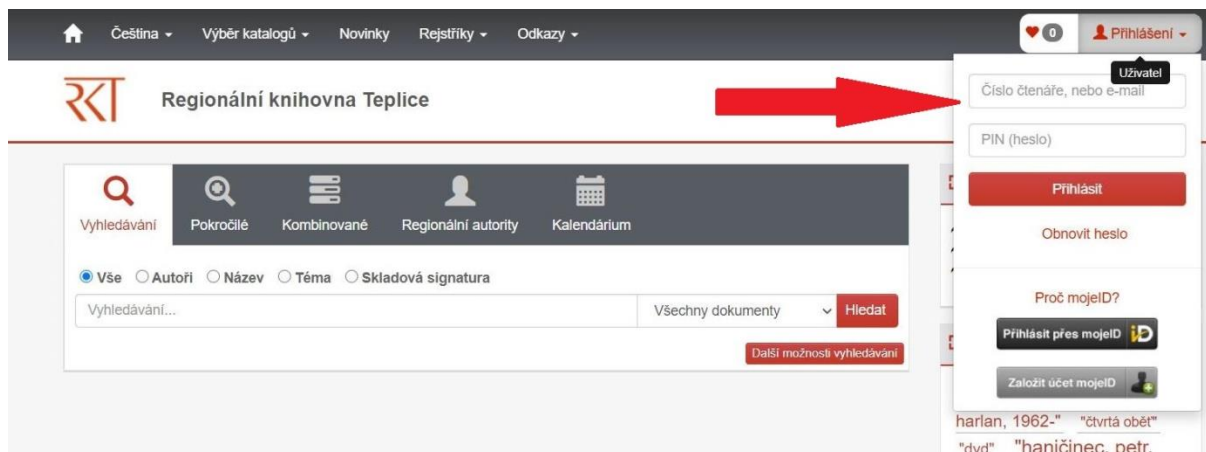 Čeština Výběr katalogů Novinky Rejstříky Odkazy 0 Přihlášení
Uživatel
RKT Regionální knihovna Teplice
Číslo čtenáře, nebo e-mail
PIN (heslo)
Přihlásit
Obnovit heslo
Proč mojeID?
Přihlásit přes mojeID iD
Založit účet mojeID
Vyhledávání Pokročilé Kombinované Regionální autority Kalendárium
Vše Autoři Název Téma Skladová signatura
Vyhledávání... Všechny dokumenty Hledat
Další možnosti vyhledávání
harlan, 1962-" "čtvrtá oběť"
"dvd" "haničinec, petr,